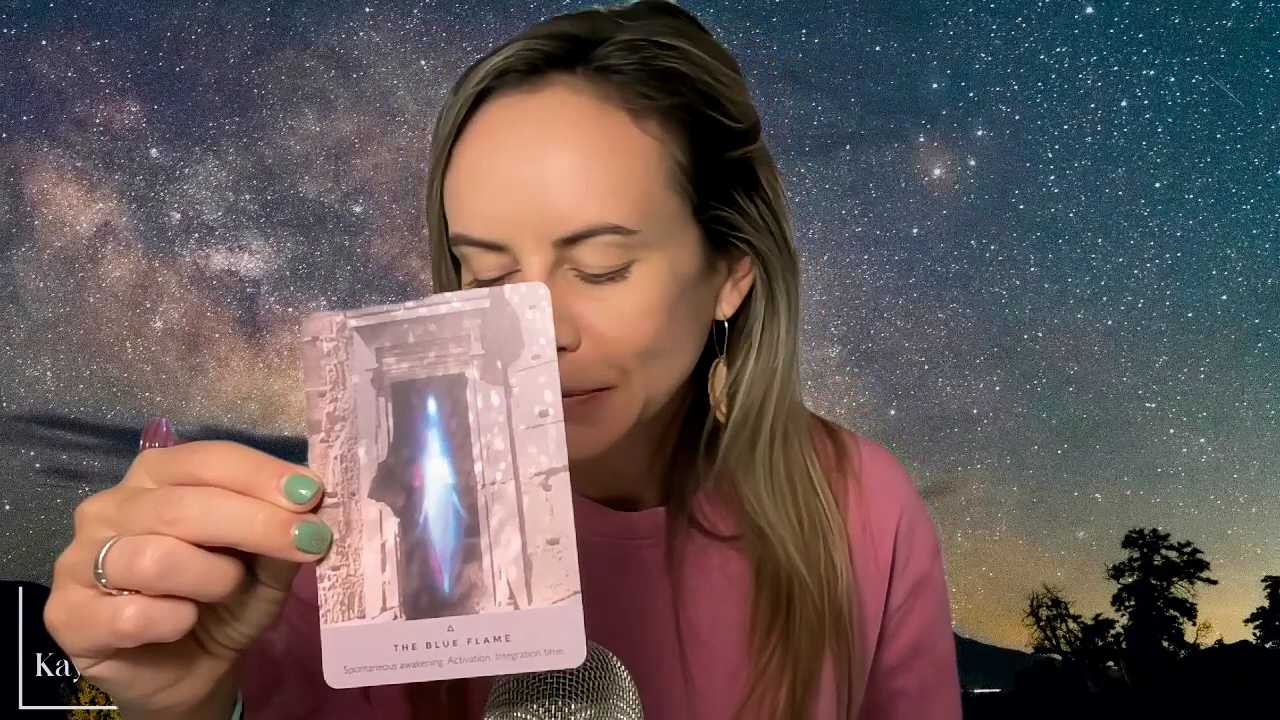 THE BLUE FLAME
Spontaneous awakening. Activation. Integration time.
Kay